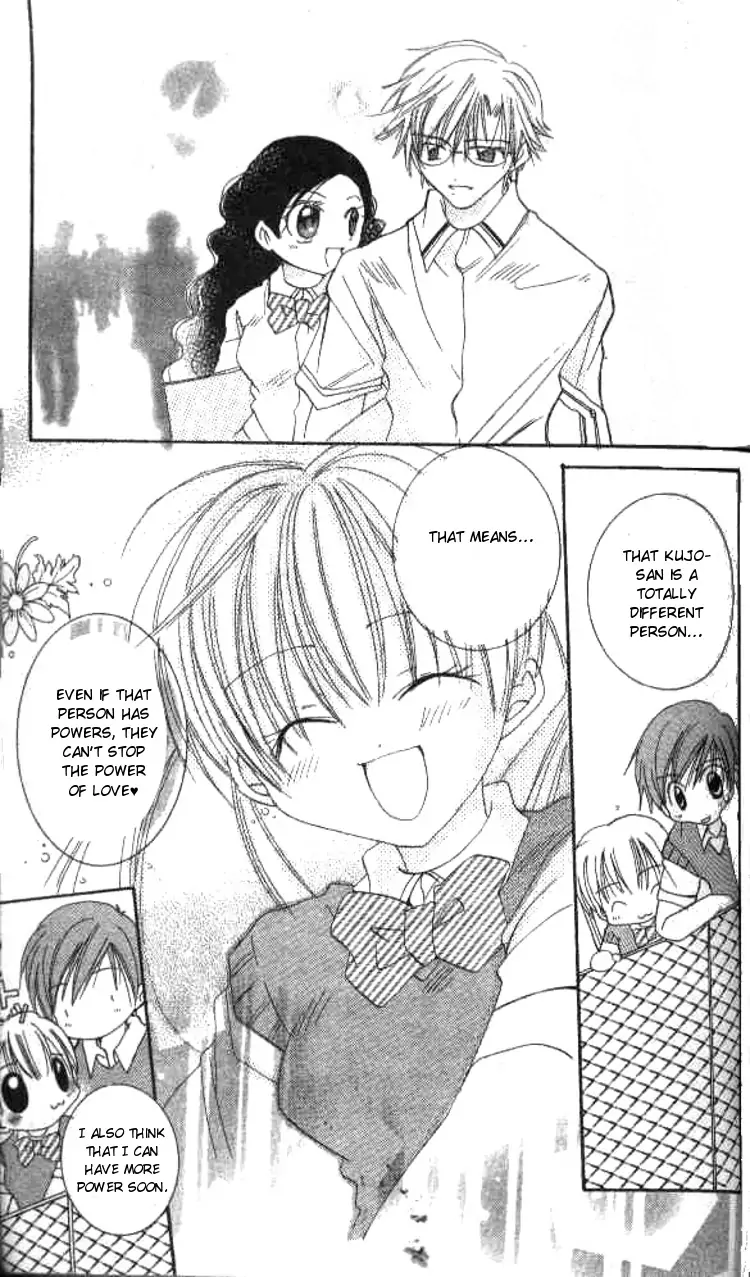 THAT KUJO-
SAN IS A
TOTALLY
DIFFERENT
PERSON...
THAT MEANS...
EVEN IF THAT
PERSON HAS
POWERS, THEY
CAN'T STOP
THE POWER
OF LOVE♥
I ALSO THINK
THAT I CAN
HAVE MORE
POWER SOON.